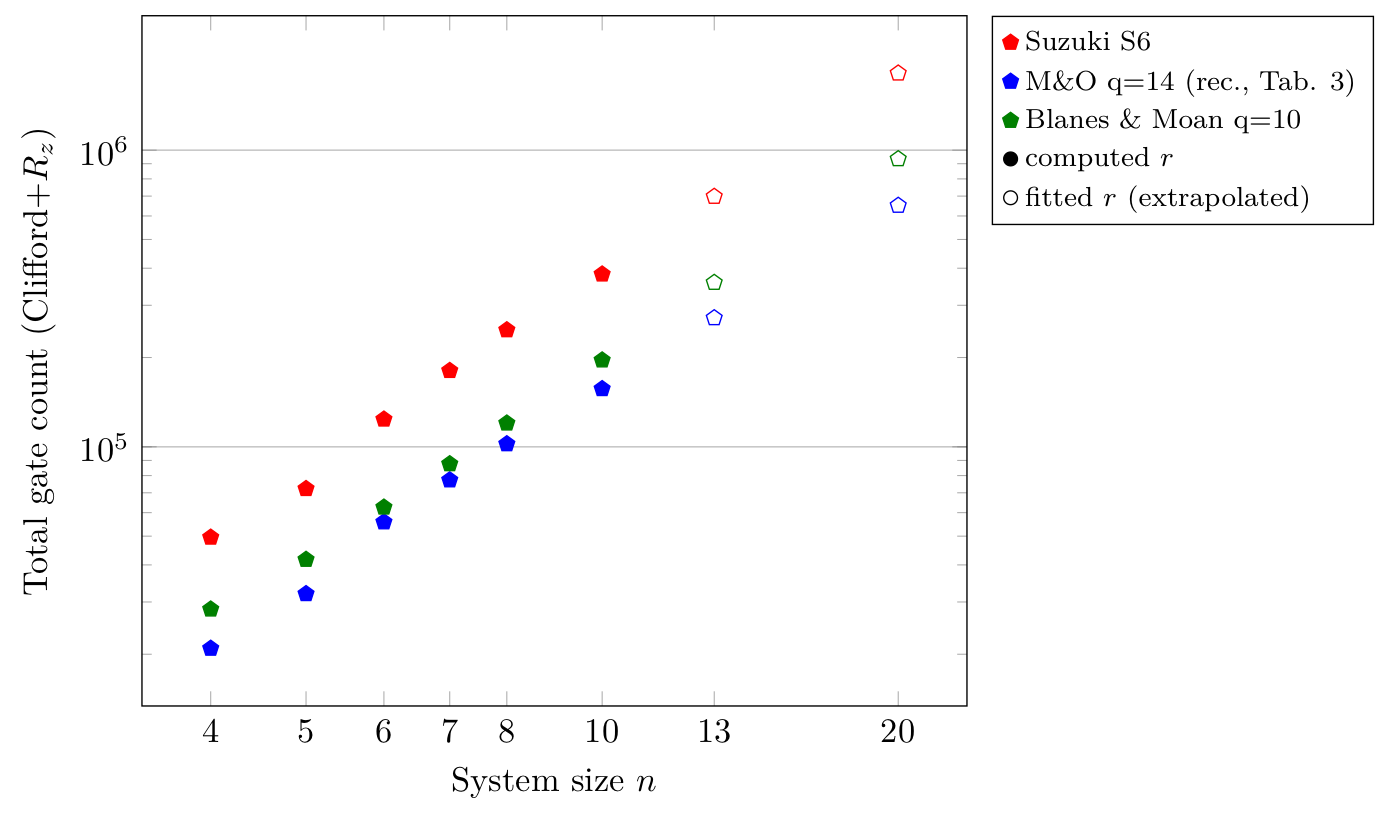 Total gate count (Clifford+R_z)
10^6
10^5
4 5 6 7 8 10 13 20
System size n
Suzuki S6
M&O q=14 (rec., Tab. 3)
Blanes & Moan q=10
computed r
fitted r (extrapolated)